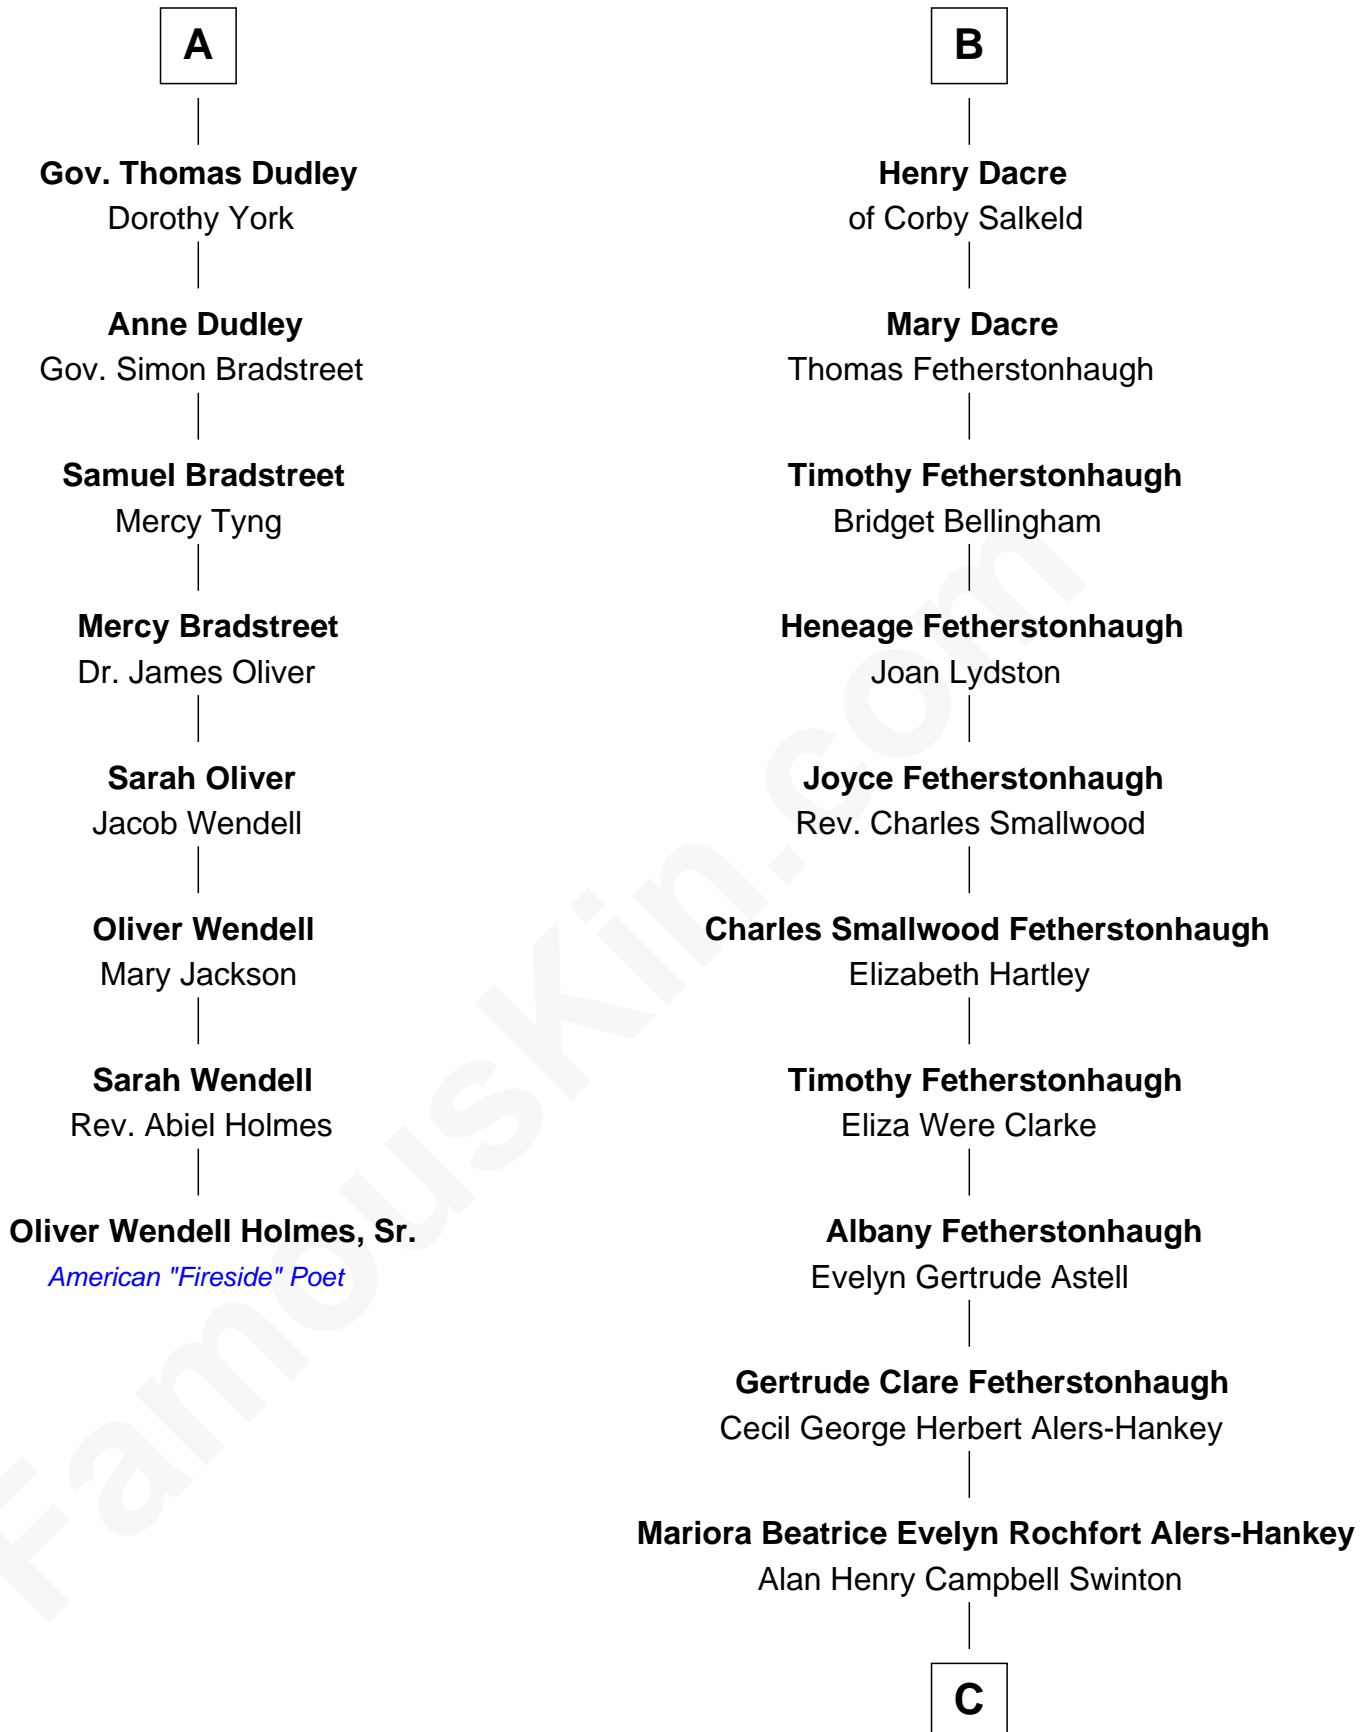 A
Gov. Thomas Dudley
Dorothy York
Anne Dudley
Gov. Simon Bradstreet
Samuel Bradstreet
Mercy Tyng
Mercy Bradstreet
Dr. James Oliver
Sarah Oliver
Jacob Wendell
Oliver Wendell
Mary Jackson
Sarah Wendell
Rev. Abiel Holmes
Oliver Wendell Holmes, Sr.
American "Fireside" Poet
B
Henry Dacre
of Corby Salkeld
Mary Dacre
Thomas Fetherstonhaugh
Timothy Fetherstonhaugh
Bridget Bellingham
Heneage Fetherstonhaugh
Joan Lydston
Joyce Fetherstonhaugh
Rev. Charles Smallwood
Charles Smallwood Fetherstonhaugh
Elizabeth Hartley
Timothy Fetherstonhaugh
Eliza Were Clarke
Albany Fetherstonhaugh
Evelyn Gertrude Astell
Gertrude Clare Fetherstonhaugh
Cecil George Herbert Alers-Hankey
Mariora Beatrice Evelyn Rochfort Alers-Hankey
Alan Henry Campbell Swinton
C
FamousKin.com